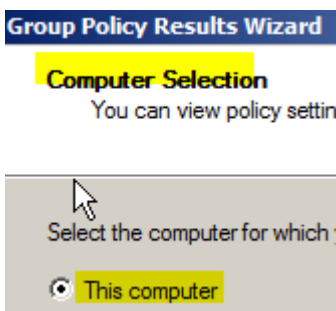 Group Policy Results Wizard
Computer Selection
You can view policy settin
Select the computer for which
This computer